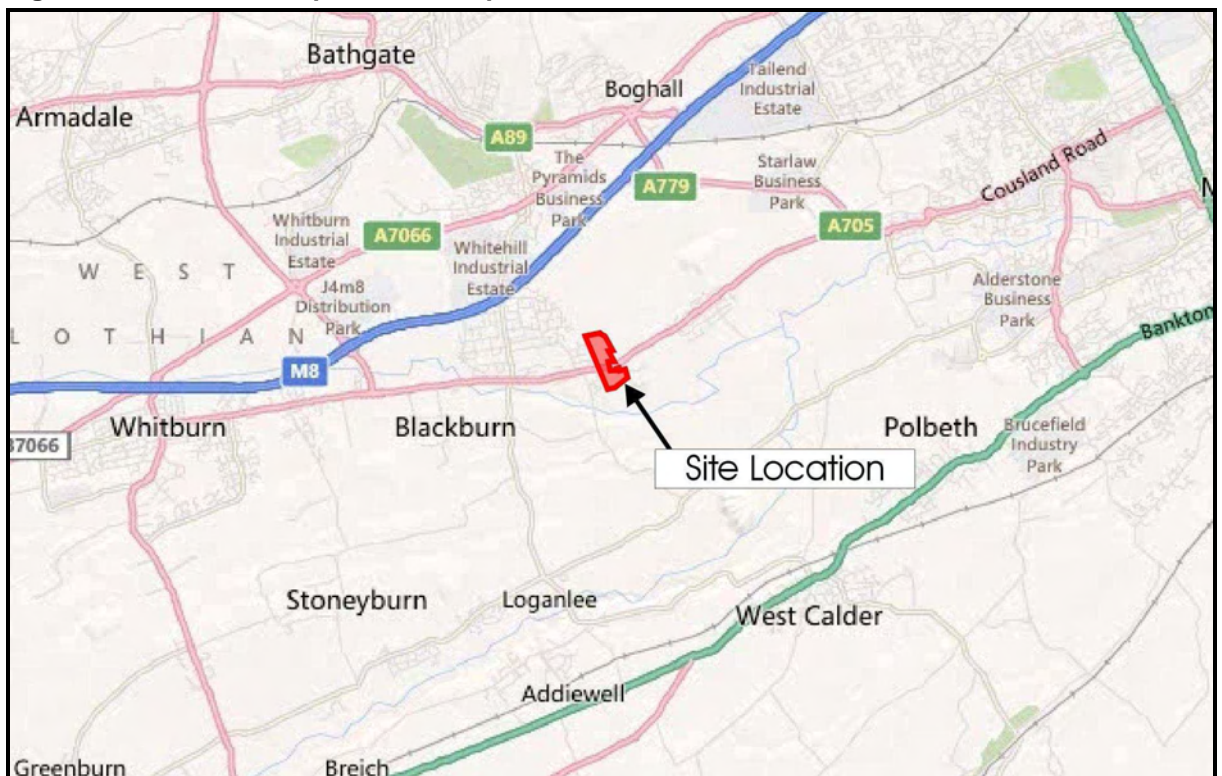 Bathgate
Boghall
Tailend
Industrial
Estate
Armadale
A89
The
Pyramids
Business
Park
Starlaw
Business
Park
Cousland Road
A779
A705
Whitburn
Industrial
Estate
A7066
Whitehill
Industrial
Estate
WEST
LOTHIAN
J4m8
Distribution
Park
Alderstone
Business
Park
Bankton
M8
Whitburn
Blackburn
Polbeth
Brucefield
Industry
Park
Site Location
Stoneyburn
Loganlee
West Calder
Addiewell
Greenburn
Breich